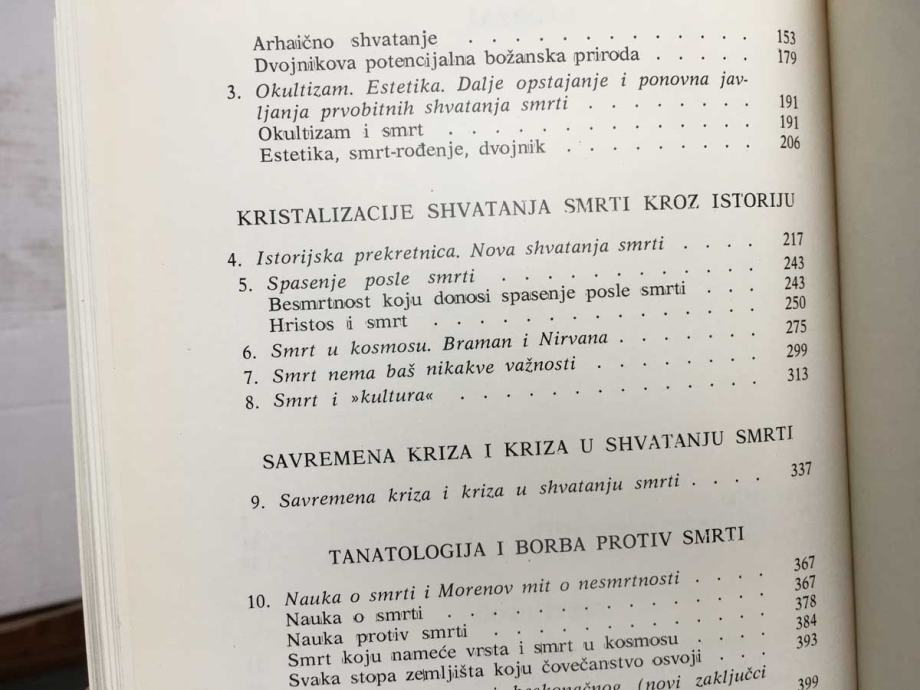 Arhaično shvatanje . . . . . . . . . . . . . 153
Dvojnikova potencijalna božanska priroda . . . . . 179
3. Okultizam. Estetika. Dalje opstajanje i ponovna jav-
ljanja prvobitnih shvatanja smrti . . . . . . . . 191
Okultizam i smrt . . . . . . . . . . . . . 191
Estetika, smrt-rođenje, dvojnik . . . . . . . . 206
KRISTALIZACIJE SHVATANJA SMRTI KROZ ISTORIJU
4. Istorijska prekretnica. Nova shvatanja smrti . . . . 217
5. Spasenje posle smrti . . . . . . . . . . . 243
Besmrtnost koju donosi spasenje posle smrti . . . 243
Hristos i smrt . . . . . . . . . . . . . . 250
6. Smrt u kosmosu. Braman i Nirvana . . . . . . 275
7. Smrt nema baš nikakve važnosti . . . . . . . 299
8. Smrt i »kultura« . . . . . . . . . . . . . 313
SAVREMENA KRIZA I KRIZA U SHVATANJU SMRTI
9. Savremena kriza i kriza u shvatanju smrti . . . . 337
TANATOLOGIJA I BORBA PROTIV SMRTI
10. Nauka o smrti i Morenov mit o nesmrtnosti . . . . 367
Nauka o smrti . . . . . . . . . . . . . . 367
Nauka protiv smrti . . . . . . . . . . . . 378
Smrt koju nameće vrsta i smrt u kosmosu . . . . 384
Svaka stopa zemljišta koju čovečanstvo osvoji . . . 393
beskonačnog (novi zaključci 399